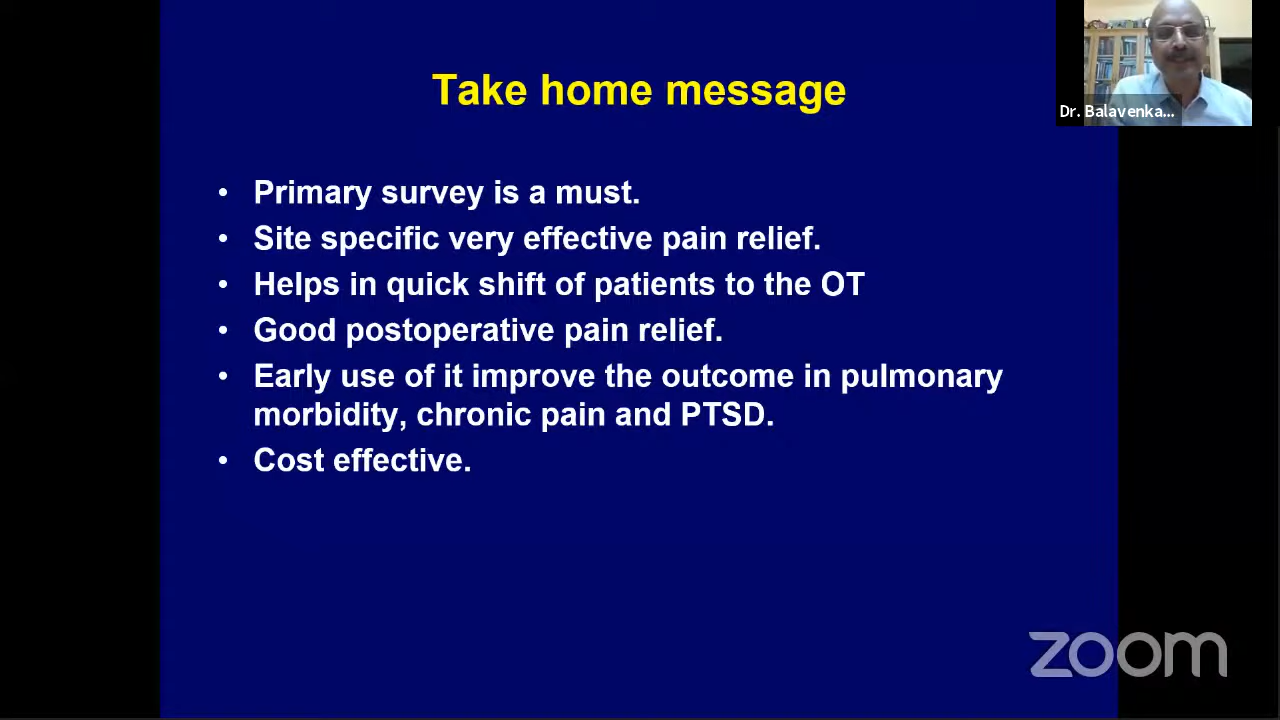 Take home message
Dr. Balavenka...
• Primary survey is a must.
• Site specific very effective pain relief.
• Helps in quick shift of patients to the OT
• Good postoperative pain relief.
• Early use of it improve the outcome in pulmonary
morbidity, chronic pain and PTSD.
• Cost effective.
zoom